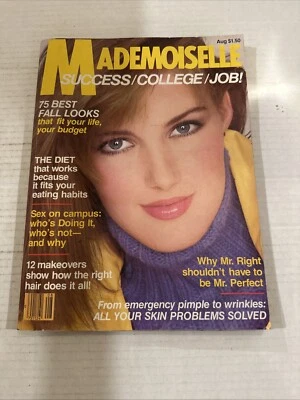 Aug $1.50
MADEMOISELLE
SUCCESS/COLLEGE/JOB!
75 BEST
FALL LOOKS
that fit your life,
your budget
THE DIET
that works
because
it fits your
eating habits
Sex on campus:
who's Doing It,
who's not—
and why
12 makeovers
show how the right
hair does it all!
Why Mr. Right
shouldn't have to
be Mr. Perfect
From emergency pimple to wrinkles:
ALL YOUR SKIN PROBLEMS SOLVED